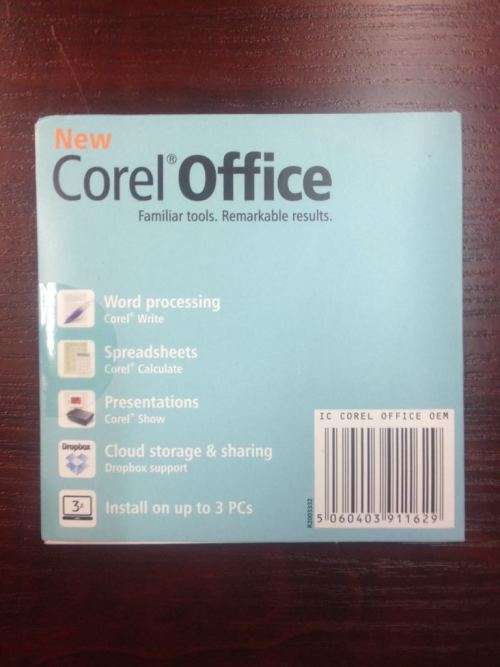 New
Corel® Office
Familiar tools. Remarkable results.
Word processing
Corel® Write
Spreadsheets
Corel® Calculate
Presentations
Corel® Show
Dropbox
Cloud storage & sharing
Dropbox support
3x
Install on up to 3 PCs
IC COREL OFFICE OEM
5 060403 911629